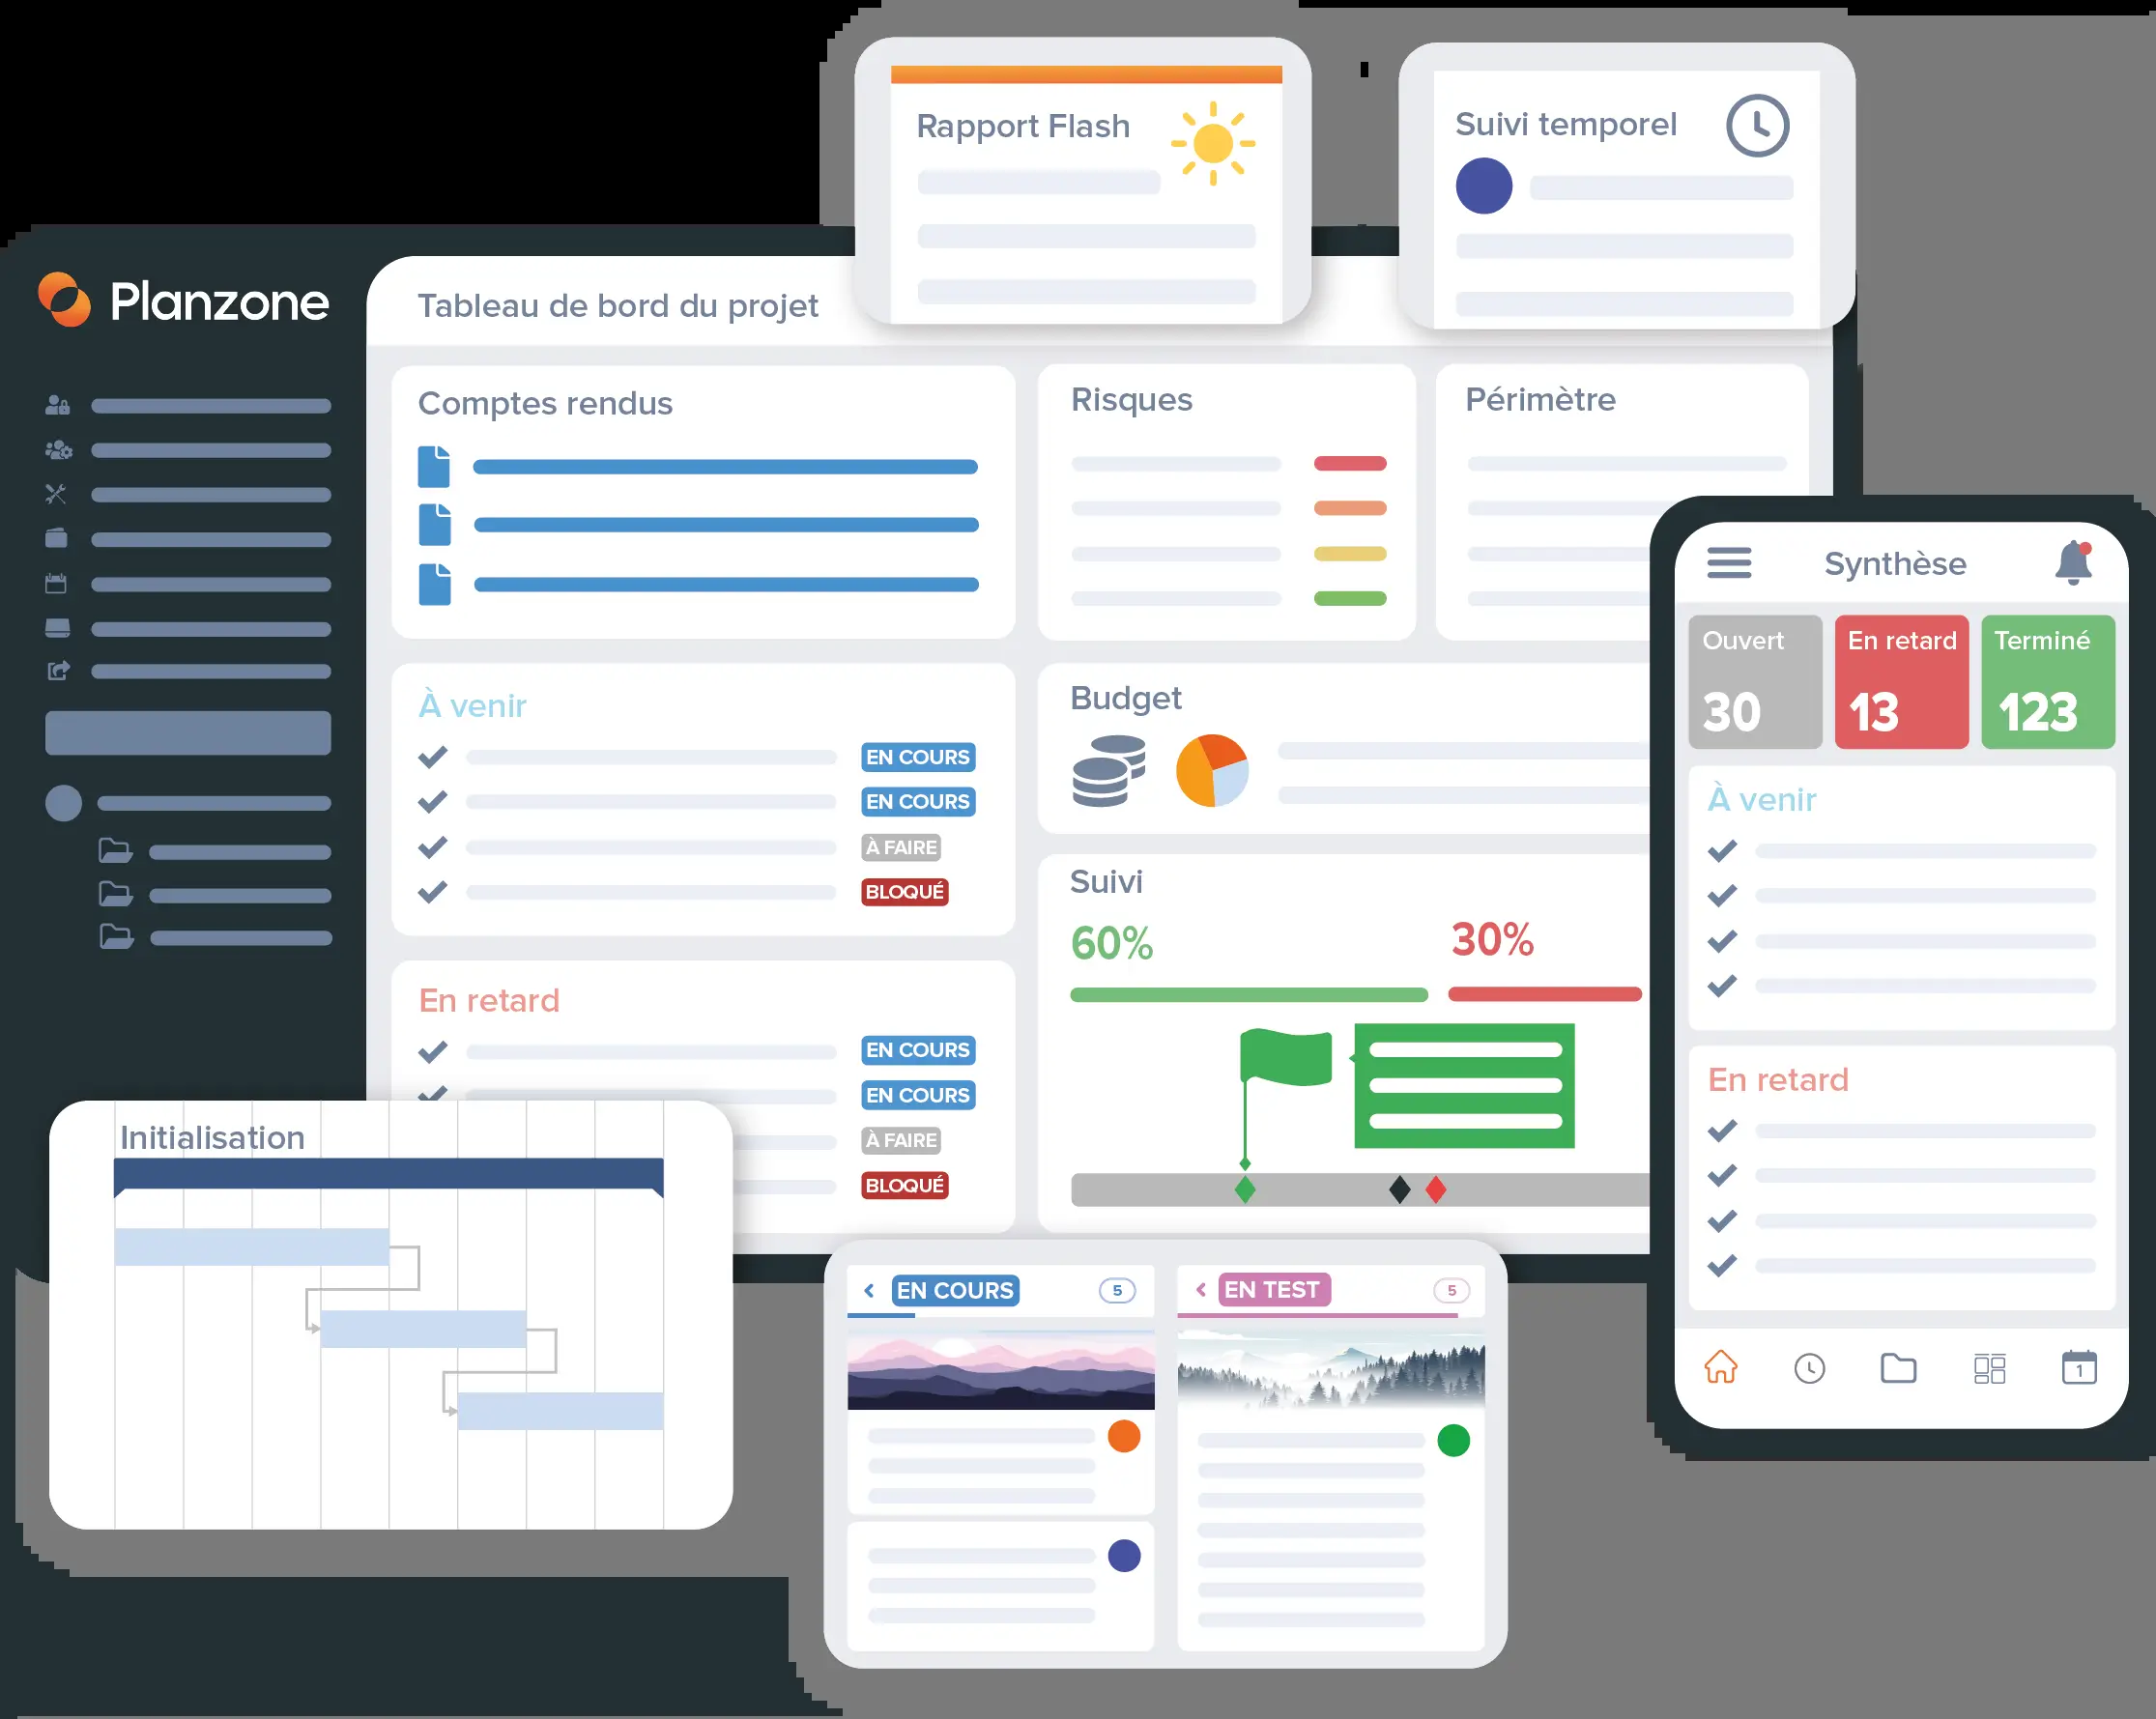 Rapport Flash
Suivi temporel
Planzone
Tableau de bord du projet
Comptes rendus
Risques
Périmètre
À venir
EN COURS
EN COURS
À FAIRE
BLOQUÉ
Budget
Suivi
60%
30%
En retard
EN COURS
EN COURS
À FAIRE
BLOQUÉ
Initialisation
EN COURS
5
EN TEST
5
Synthèse
Ouvert
30
En retard
13
Terminé
123
À venir
En retard
1